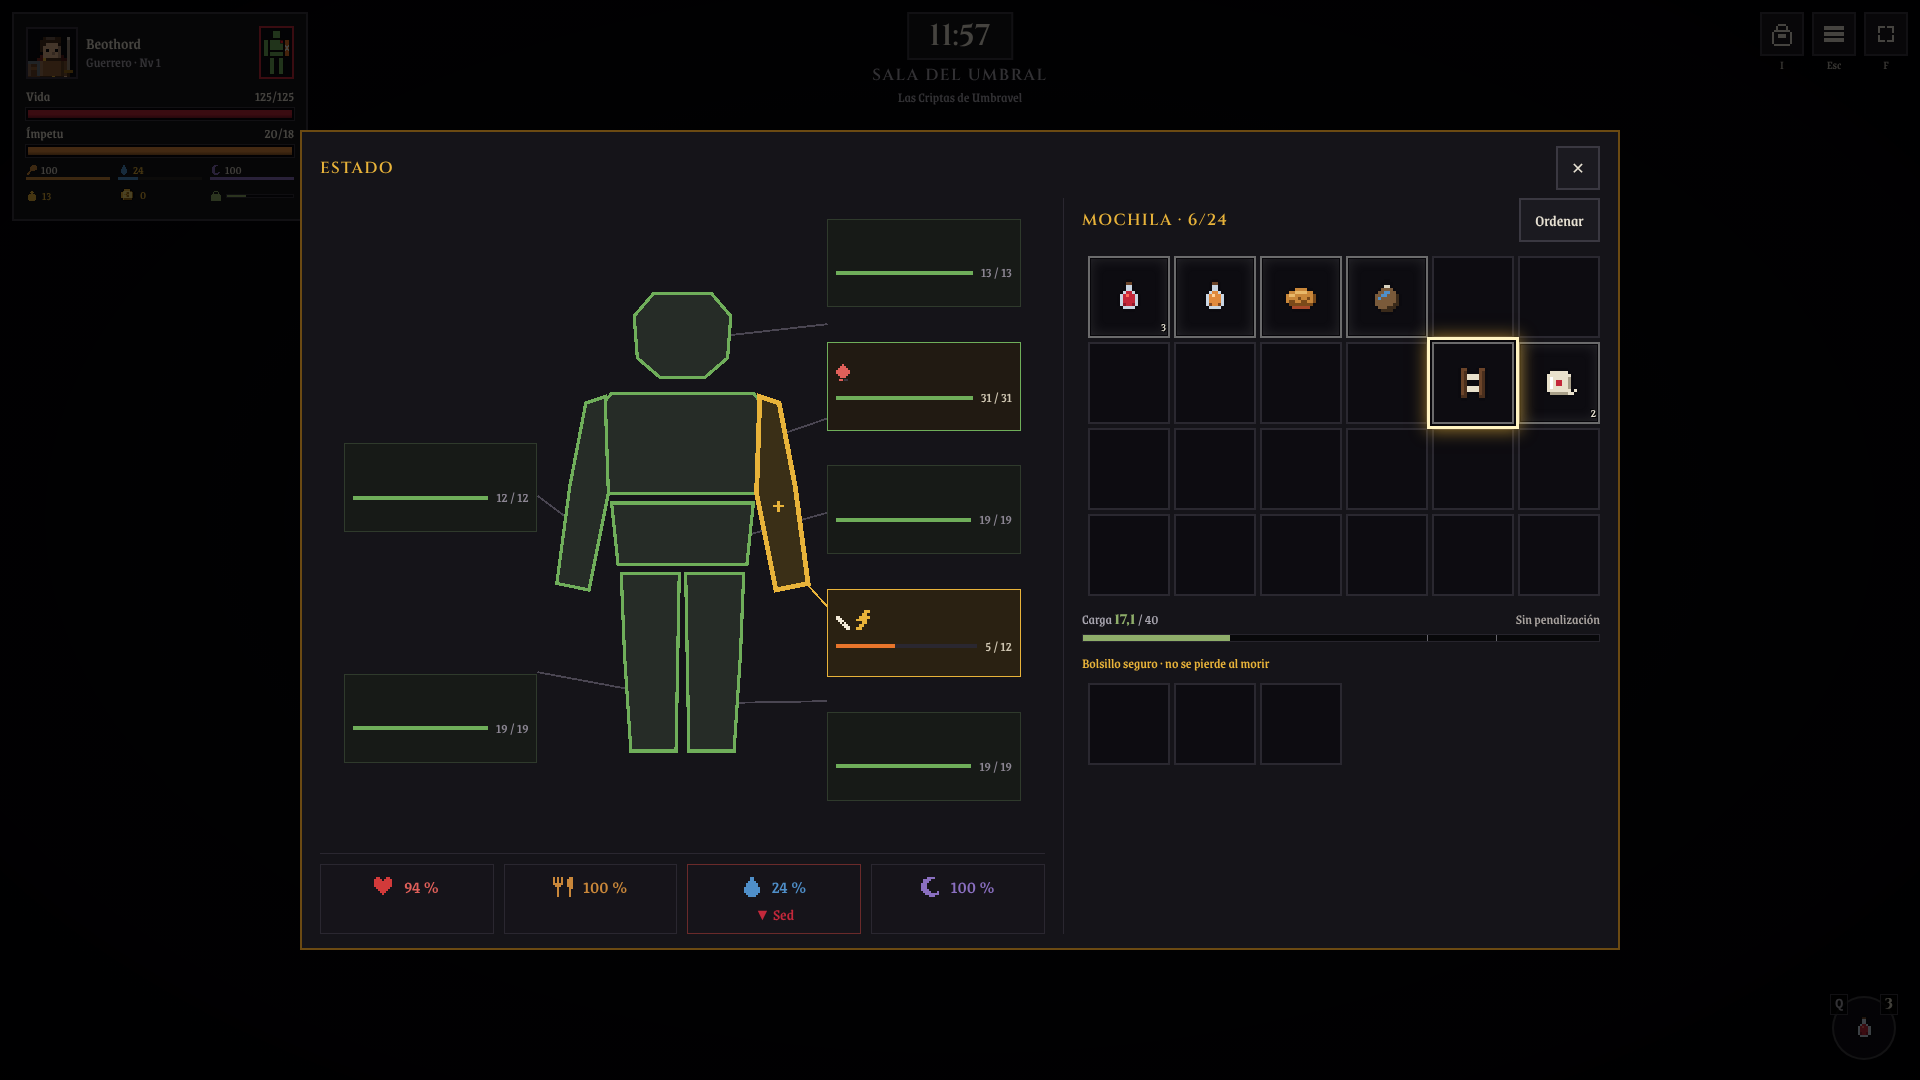 Beothord
Guerrero · Nv 1
Vida 125/125
Ímpetu 20/18
100 24 100
13 0
11:57
SALA DEL UMBRAL
Las Criptas de Umbravel
I Esc F
ESTADO
×
13 / 13
31 / 31
12 / 12
19 / 19
5 / 12
19 / 19
19 / 19
94 %
100 %
24 %
▼ Sed
100 %
MOCHILA · 6/24
Ordenar
3
2
Carga 17,1 / 40
Sin penalización
Bolsillo seguro · no se pierde al morir
Q 3